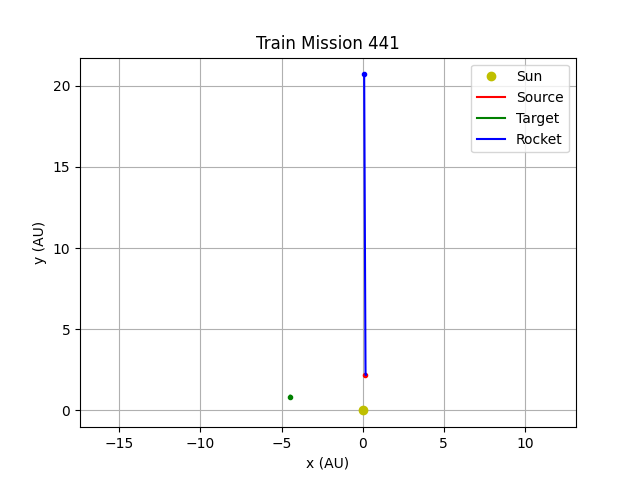 Train Mission 441
Sun
Source
Target
Rocket
20
15
10
5
0
y (AU)
−15
−10
−5
0
5
10
x (AU)